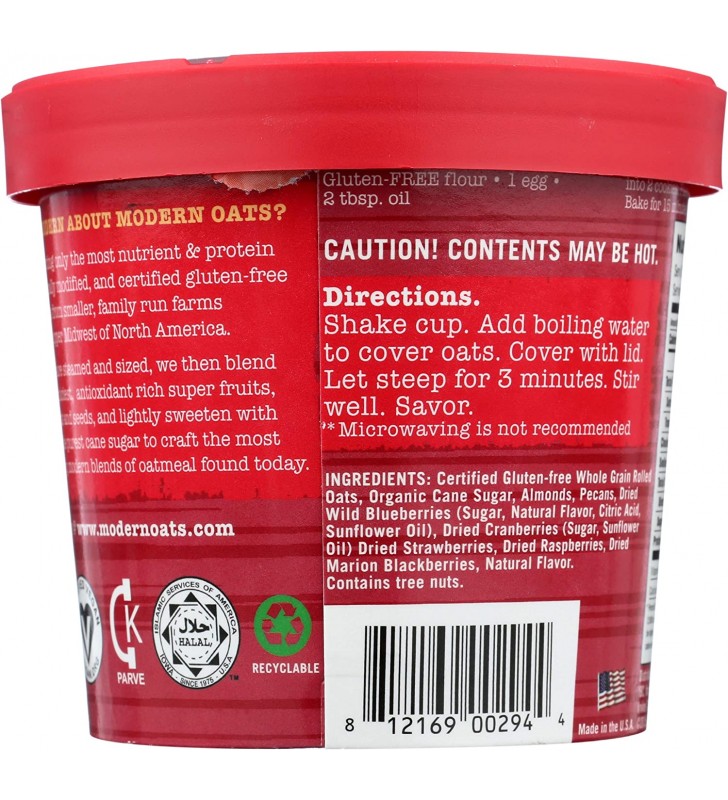 ABOUT MODERN OATS?
only the most nutrient & protein
modified, and certified gluten-free
smaller, family run farms
Midwest of North America.
steamed and sized, we then blend
antioxidant rich super fruits,
seeds, and lightly sweeten with
cane sugar to craft the most
blends of oatmeal found today.
www.modernoats.com
K
PARVE
ISLAMIC SERVICES OF AMERICA
حلال
HALAL
IOWA - SINCE 1975 - U.S.A
TM
RECYCLABLE
Gluten-FREE flour • 1 egg •
2 tbsp. oil
CAUTION! CONTENTS MAY BE HOT.
Directions.
Shake cup. Add boiling water
to cover oats. Cover with lid.
Let steep for 3 minutes. Stir
well. Savor.
** Microwaving is not recommended
INGREDIENTS: Certified Gluten-free Whole Grain Rolled
Oats, Organic Cane Sugar, Almonds, Pecans, Dried
Wild Blueberries (Sugar, Natural Flavor, Citric Acid,
Sunflower Oil), Dried Cranberries (Sugar, Sunflower
Oil) Dried Strawberries, Dried Raspberries, Dried
Marion Blackberries, Natural Flavor.
Contains tree nuts.
8 12169 00294 4
into 2
Bake for 15
Made in the U.S.A.